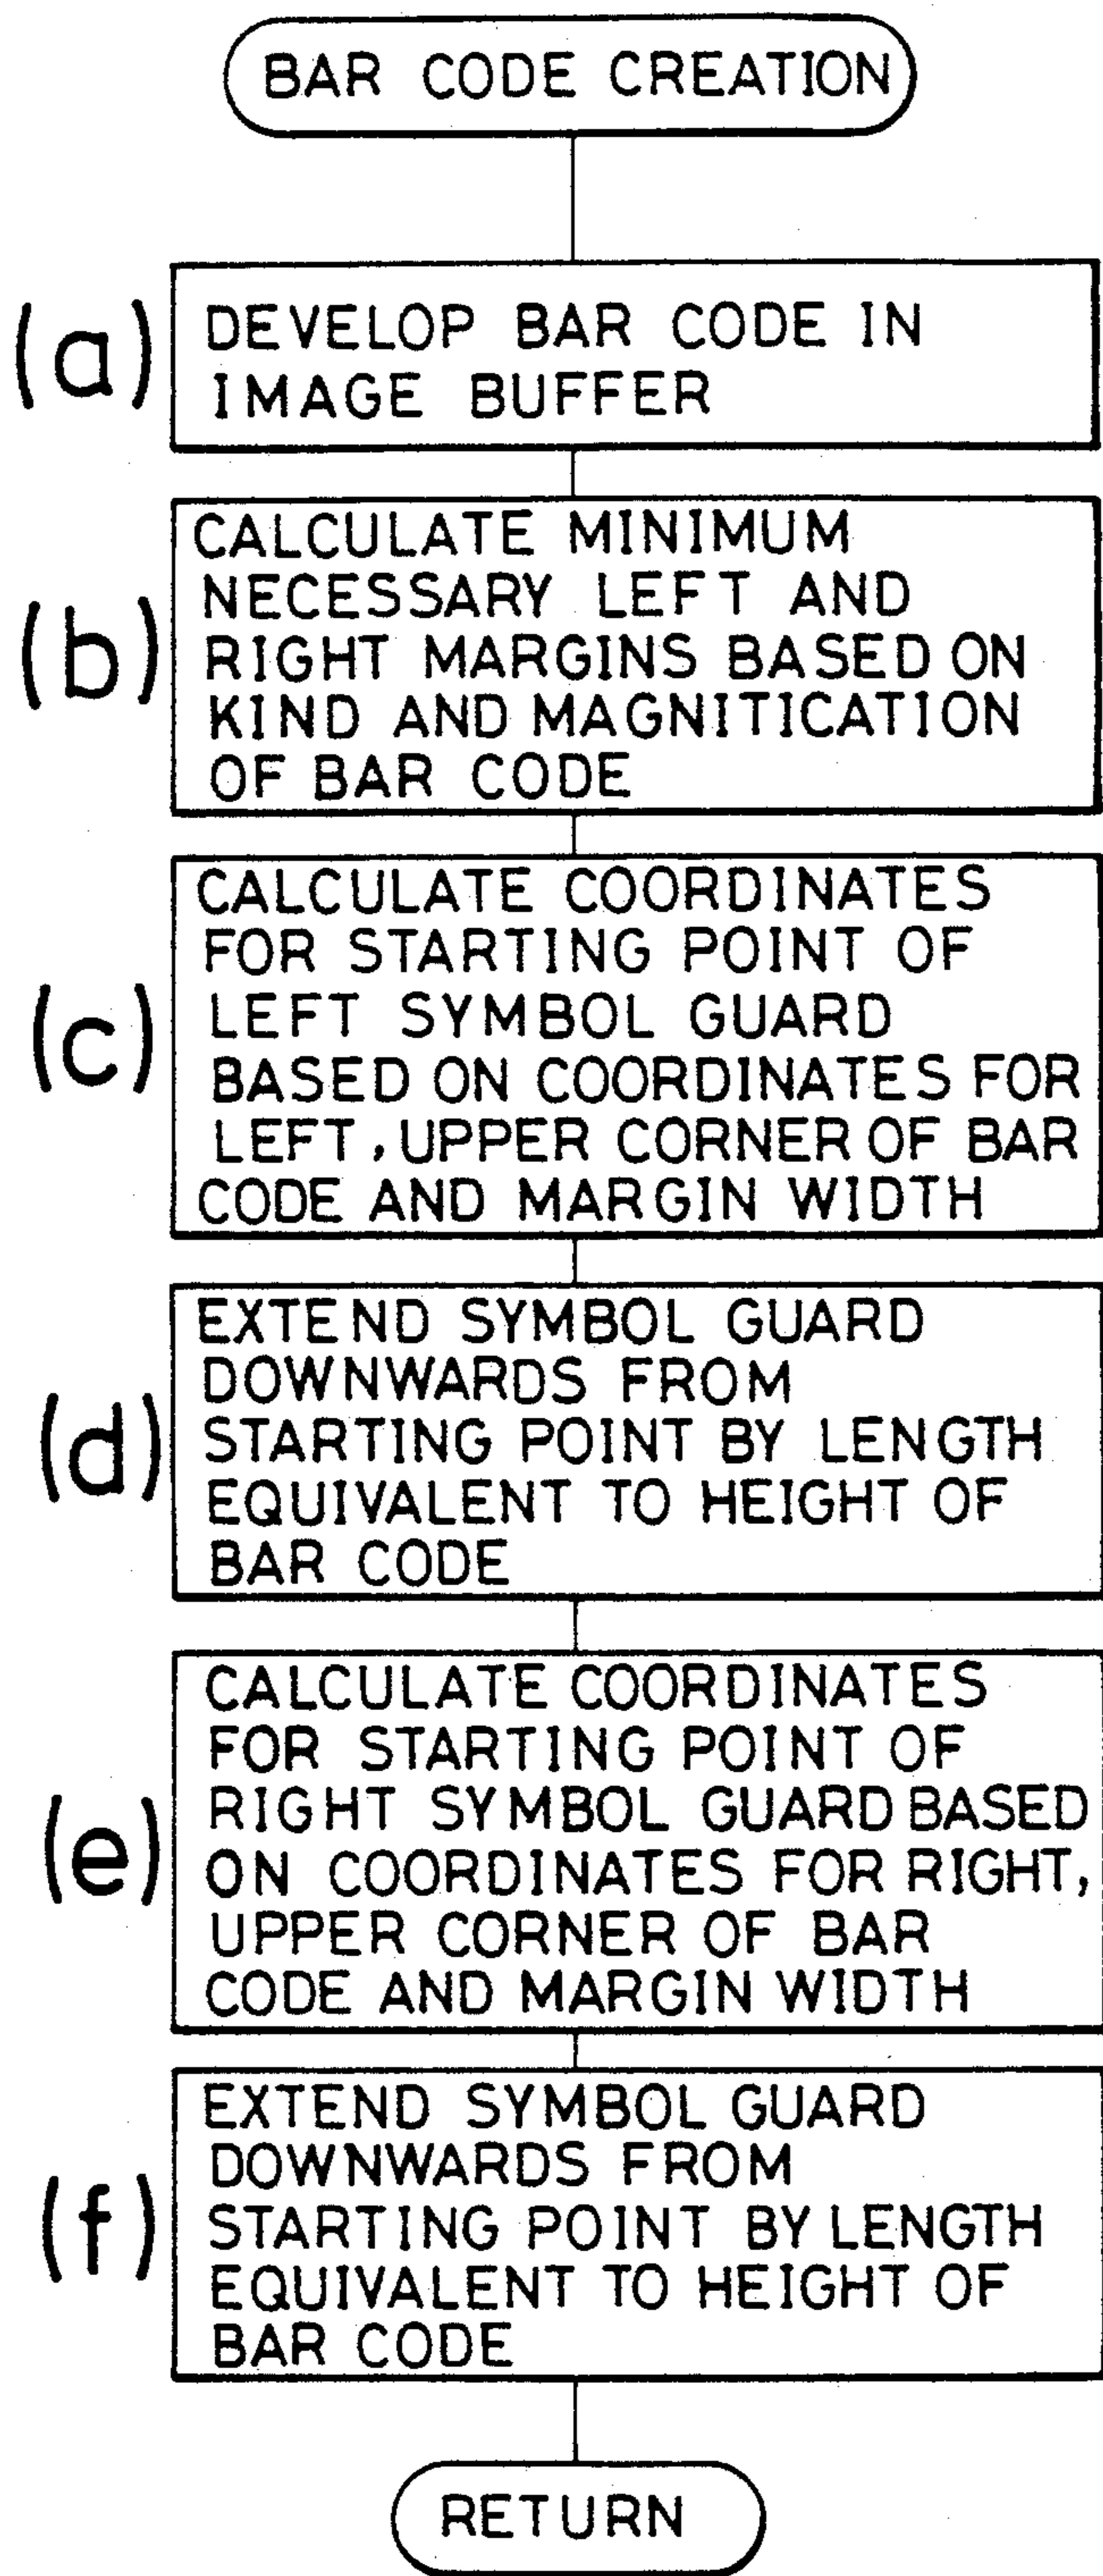 BAR CODE CREATION
(a)
DEVELOP BAR CODE IN
IMAGE BUFFER
(b)
CALCULATE MINIMUM
NECESSARY LEFT AND
RIGHT MARGINS BASED ON
KIND AND MAGNITICATION
OF BAR CODE
(c)
CALCULATE COORDINATES
FOR STARTING POINT OF
LEFT SYMBOL GUARD
BASED ON COORDINATES FOR
LEFT, UPPER CORNER OF BAR
CODE AND MARGIN WIDTH
(d)
EXTEND SYMBOL GUARD
DOWNWARDS FROM
STARTING POINT BY LENGTH
EQUIVALENT TO HEIGHT OF
BAR CODE
(e)
CALCULATE COORDINATES
FOR STARTING POINT OF
RIGHT SYMBOL GUARD BASED
ON COORDINATES FOR RIGHT,
UPPER CORNER OF BAR
CODE AND MARGIN WIDTH
(f)
EXTEND SYMBOL GUARD
DOWNWARDS FROM
STARTING POINT BY LENGTH
EQUIVALENT TO HEIGHT OF
BAR CODE
RETURN